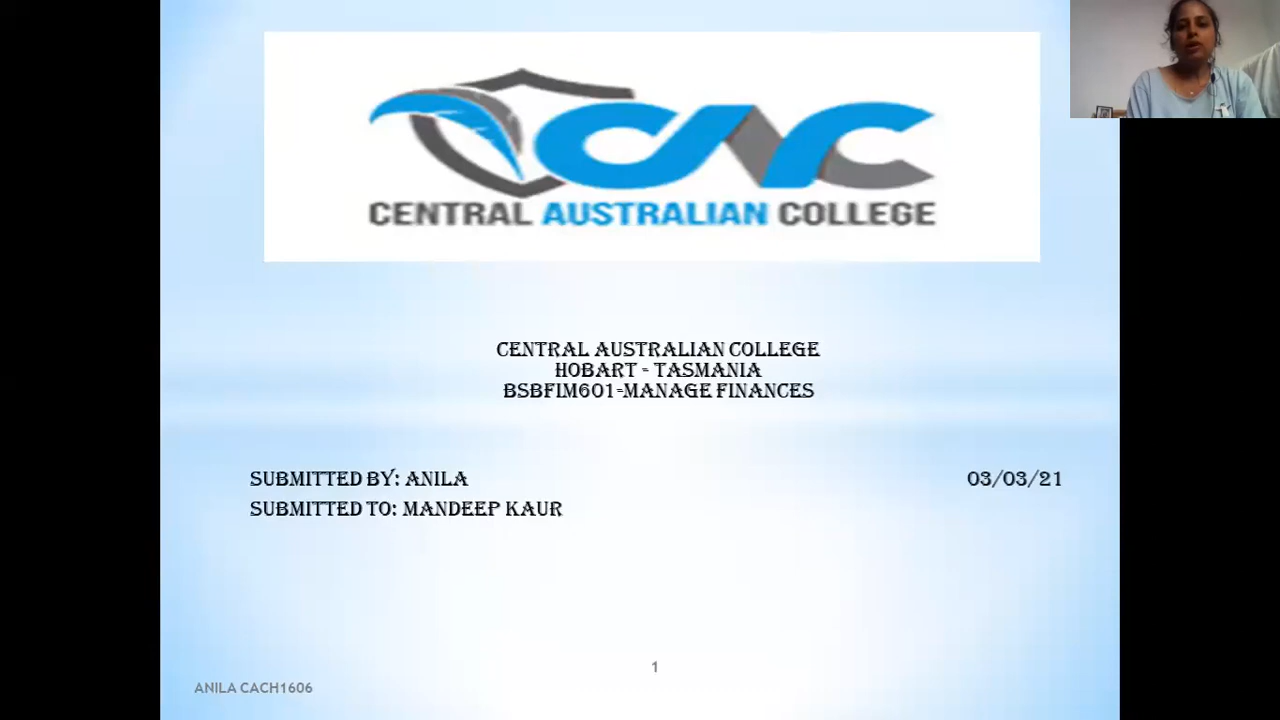 CAC
CENTRAL AUSTRALIAN COLLEGE
CENTRAL AUSTRALIAN COLLEGE
HOBART - TASMANIA
BSBFIM601-MANAGE FINANCES
SUBMITTED BY: ANILA 03/03/21
SUBMITTED TO: MANDEEP KAUR
1
ANILA CACH1606